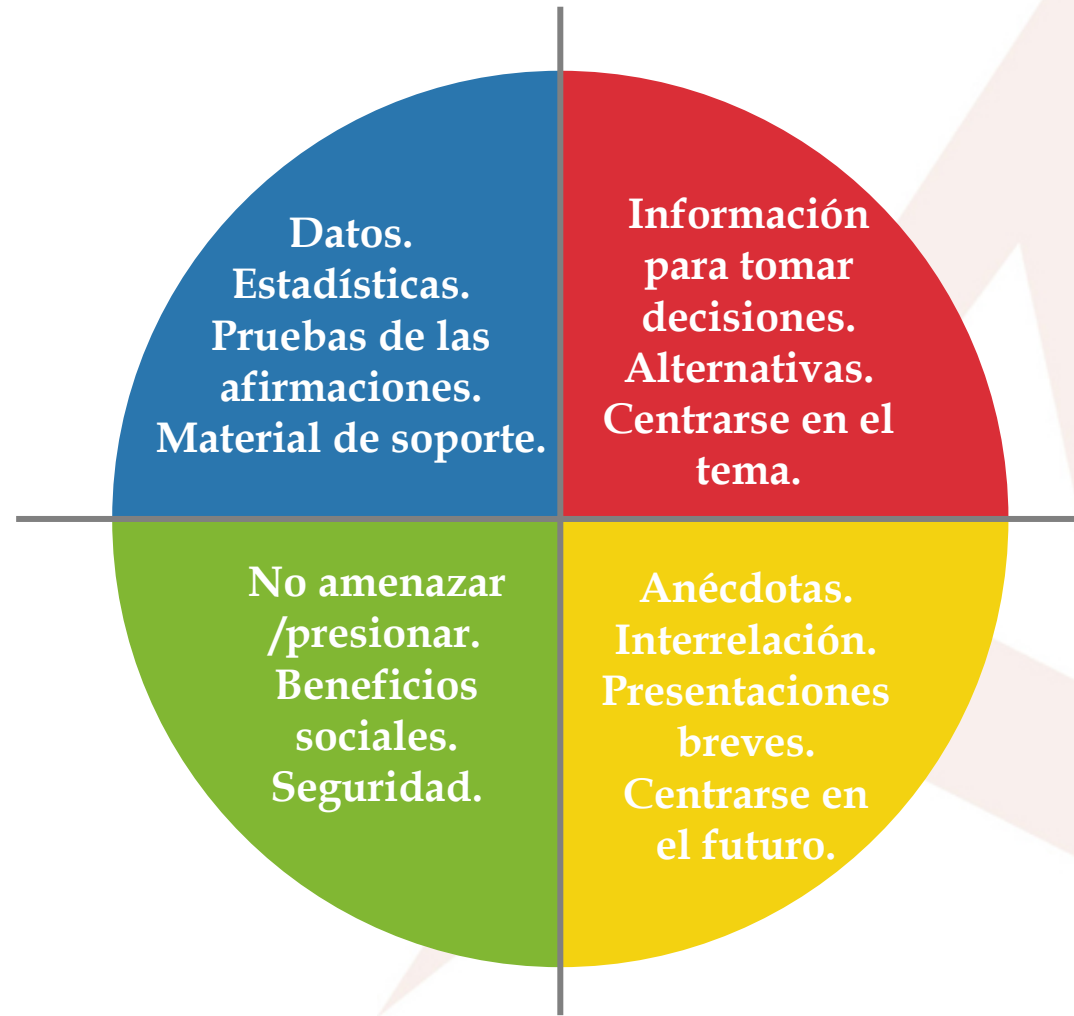 Datos.
Estadísticas.
Pruebas de las
afirmaciones.
Material de soporte.
Información
para tomar
decisiones.
Alternativas.
Centrarse en el
tema.
No amenazar
/presionar.
Beneficios
sociales.
Seguridad.
Anécdotas.
Interrelación.
Presentaciones
breves.
Centrarse en
el futuro.